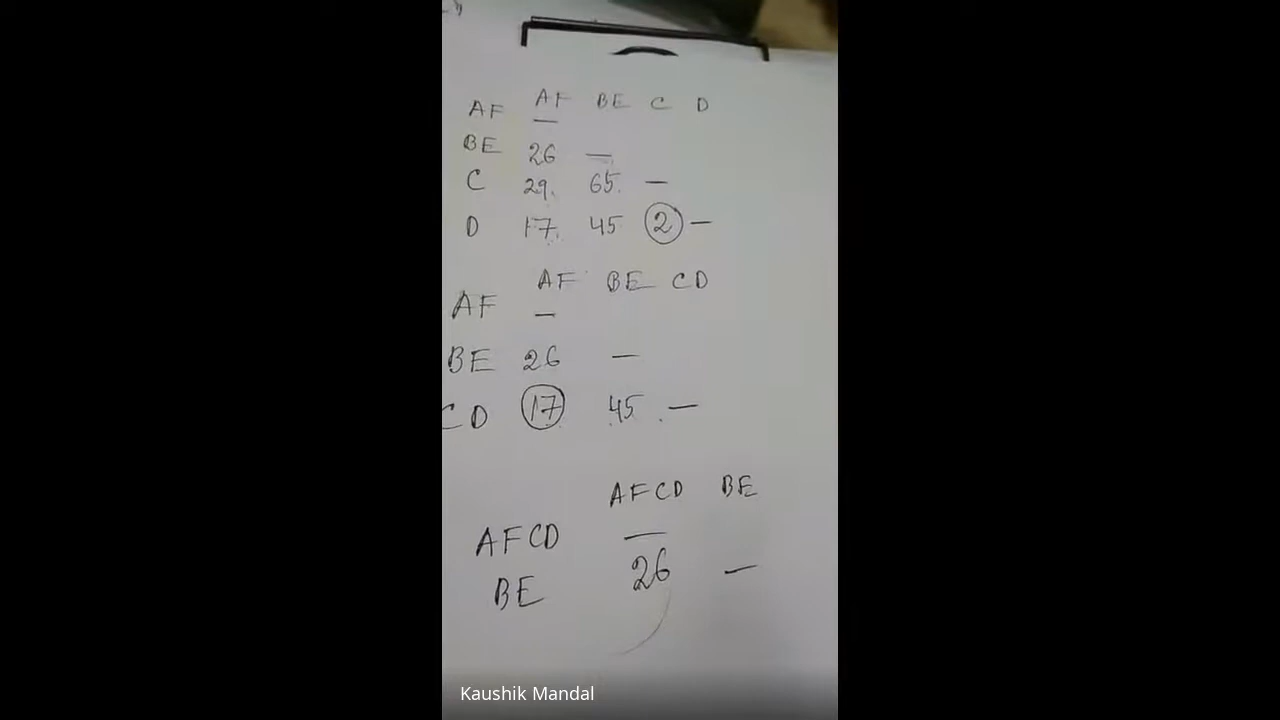 AF BE C D
AF —
BE 26 —
C 29. 65. —
D 17. 45 2 —
AF BE CD
AF —
BE 26 —
CD 17 45 —
AFCD BE
AFCD —
BE 26 —
Kaushik Mandal